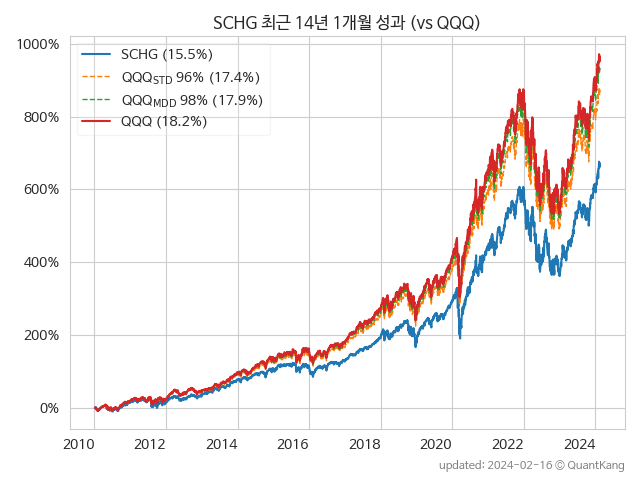 SCHG 최근 14년 1개월 성과 (vs QQQ)
1000%
800%
600%
400%
200%
0%
SCHG (15.5%)
QQQSTD 96% (17.4%)
QQQMDD 98% (17.9%)
QQQ (18.2%)
2010 2012 2014 2016 2018 2020 2022 2024
updated: 2024-02-16 © QuantKang